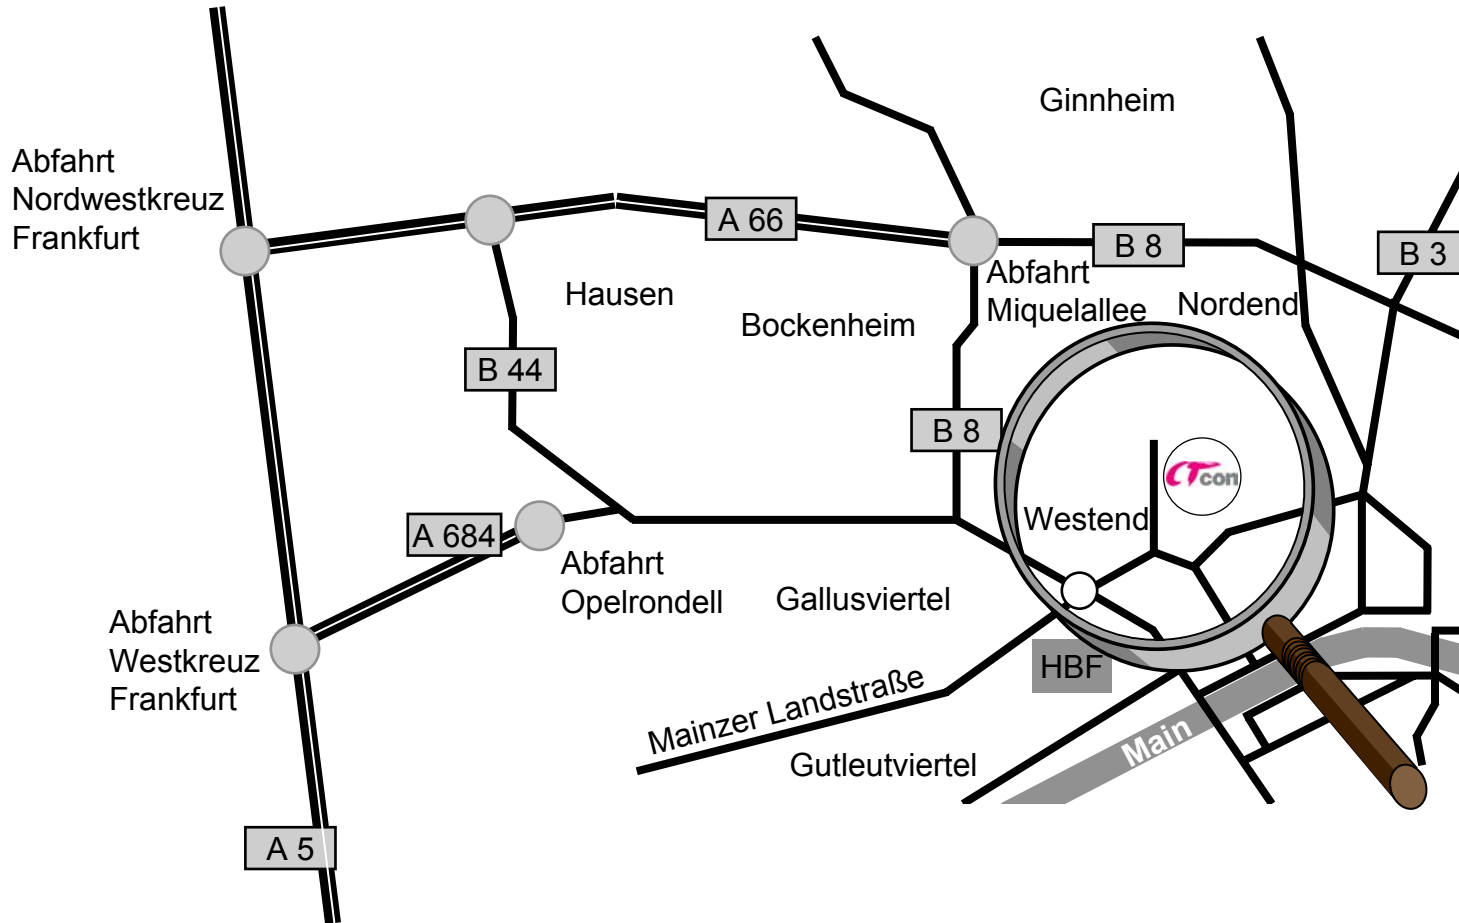 Ginnheim
Abfahrt
Nordwestkreuz
Frankfurt
A 66
B 8
B 3
Abfahrt
Miquelallee
Nordend
Hausen
Bockenheim
B 44
B 8
CTcon
Westend
A 684
Abfahrt
Opelrondell
Gallusviertel
Abfahrt
Westkreuz
Frankfurt
HBF
Mainzer Landstraße
Main
Gutleutviertel
A 5